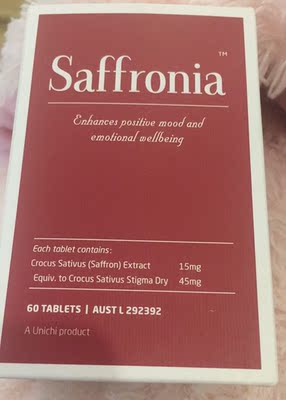 Saffronia™
Enhances positive mood and
emotional wellbeing
Each tablet contains:
Crocus Sativus (Saffron) Extract 15mg
Equiv. to Crocus Sativus Stigma Dry 45mg
60 TABLETS | AUST L 292392
A Unichi product